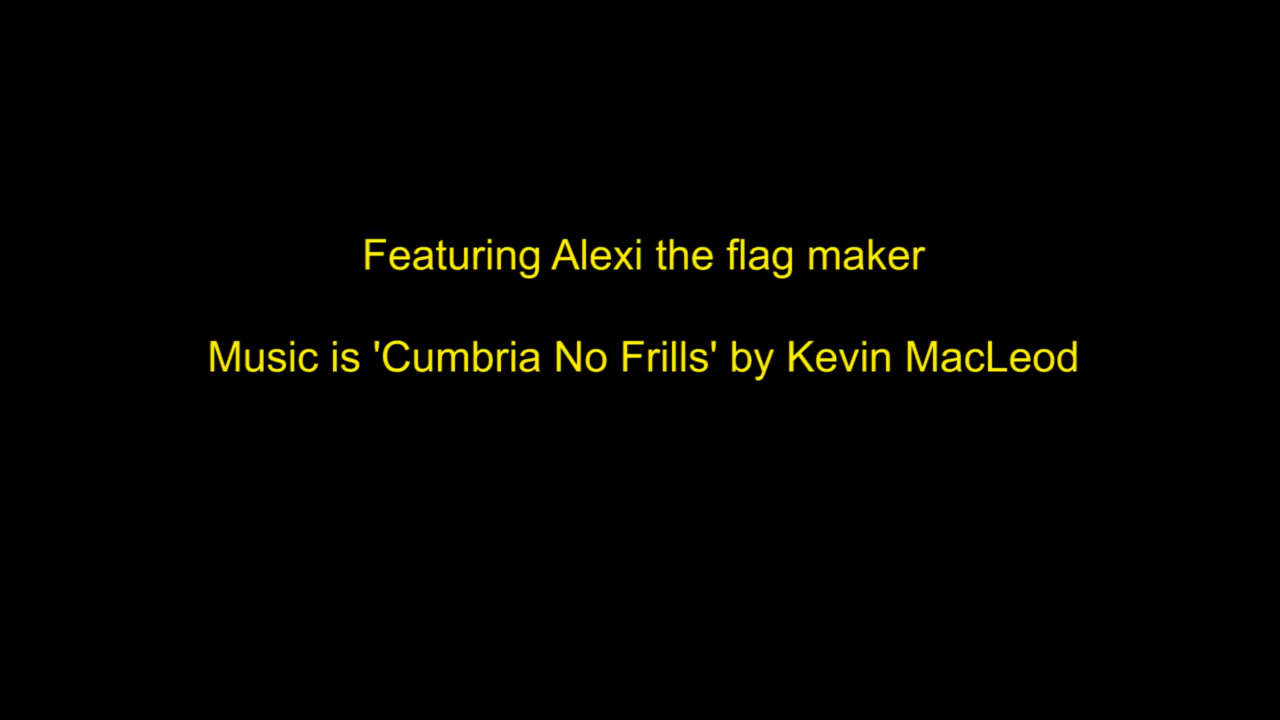 Featuring Alexi the flag maker
Music is 'Cumbria No Frills' by Kevin MacLeod